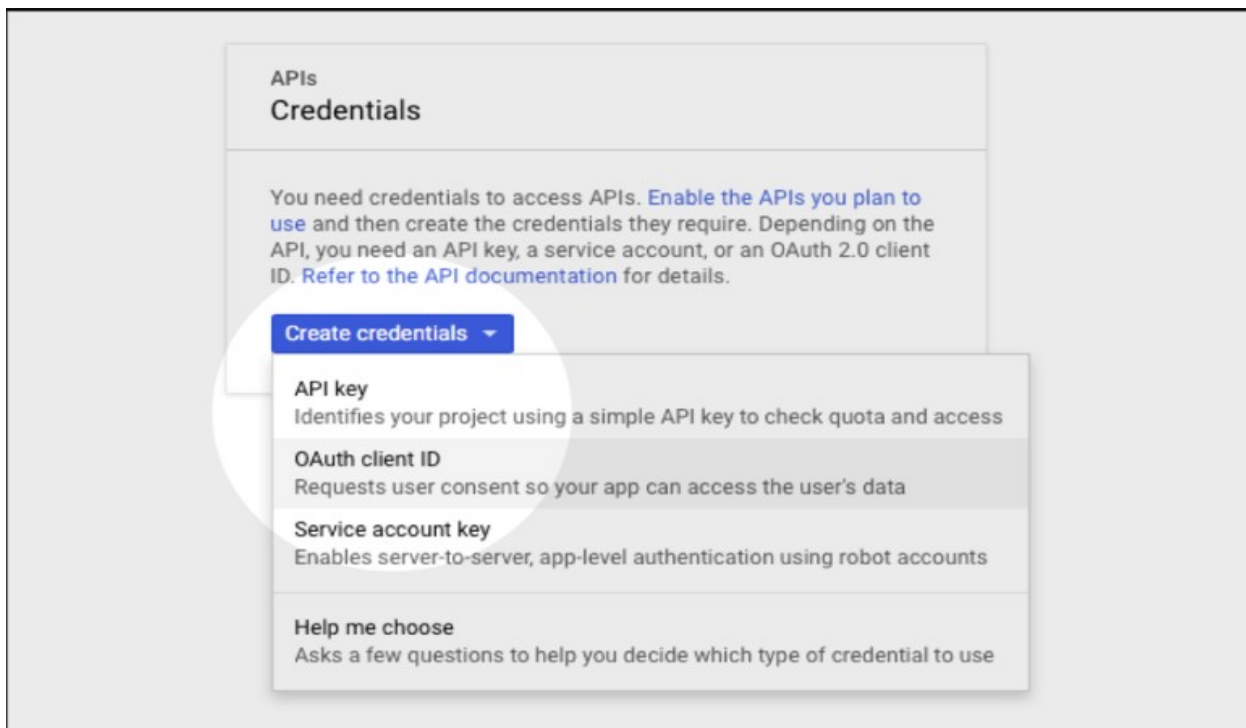 APIs
Credentials
You need credentials to access APIs. Enable the APIs you plan to
use and then create the credentials they require. Depending on the
API, you need an API key, a service account, or an OAuth 2.0 client
ID. Refer to the API documentation for details.
Create credentials
API key
Identifies your project using a simple API key to check quota and access
OAuth client ID
Requests user consent so your app can access the user's data
Service account key
Enables server-to-server, app-level authentication using robot accounts
Help me choose
Asks a few questions to help you decide which type of credential to use